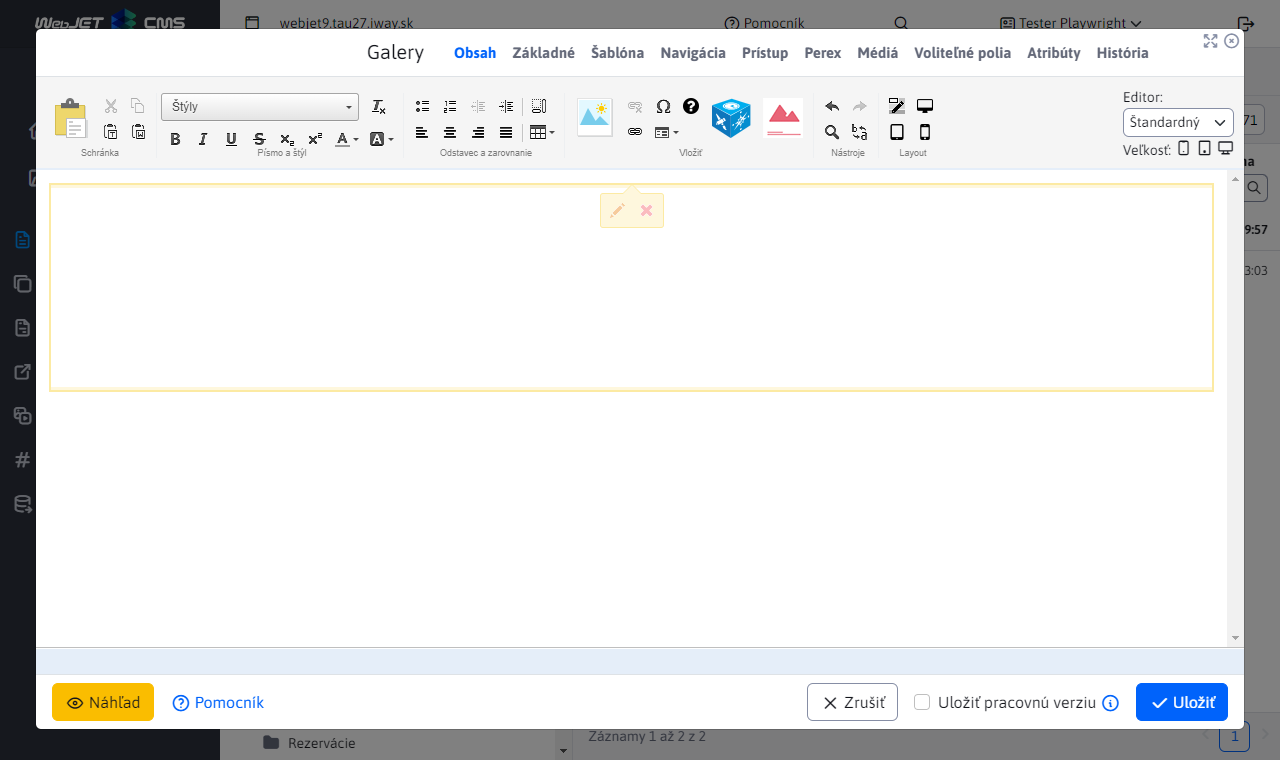 WebJET CMS
webjet9.tau27.iway.sk
Pomocník
Tester Playwright
Galery
Obsah
Základné
Šablóna
Navigácia
Prístup
Perex
Médiá
Voliteľné polia
Atribúty
História
Štýly
Schránka
Písmo a štýl
Odstavec a zarovnanie
Vložiť
Nástroje
Layout
Editor:
Štandardný
Veľkosť:
71
na
9:57
3:03
Náhľad
Pomocník
Zrušiť
Uložiť pracovnú verziu
Uložiť
Rezervácie
Záznamy 1 až 2 z 2
1